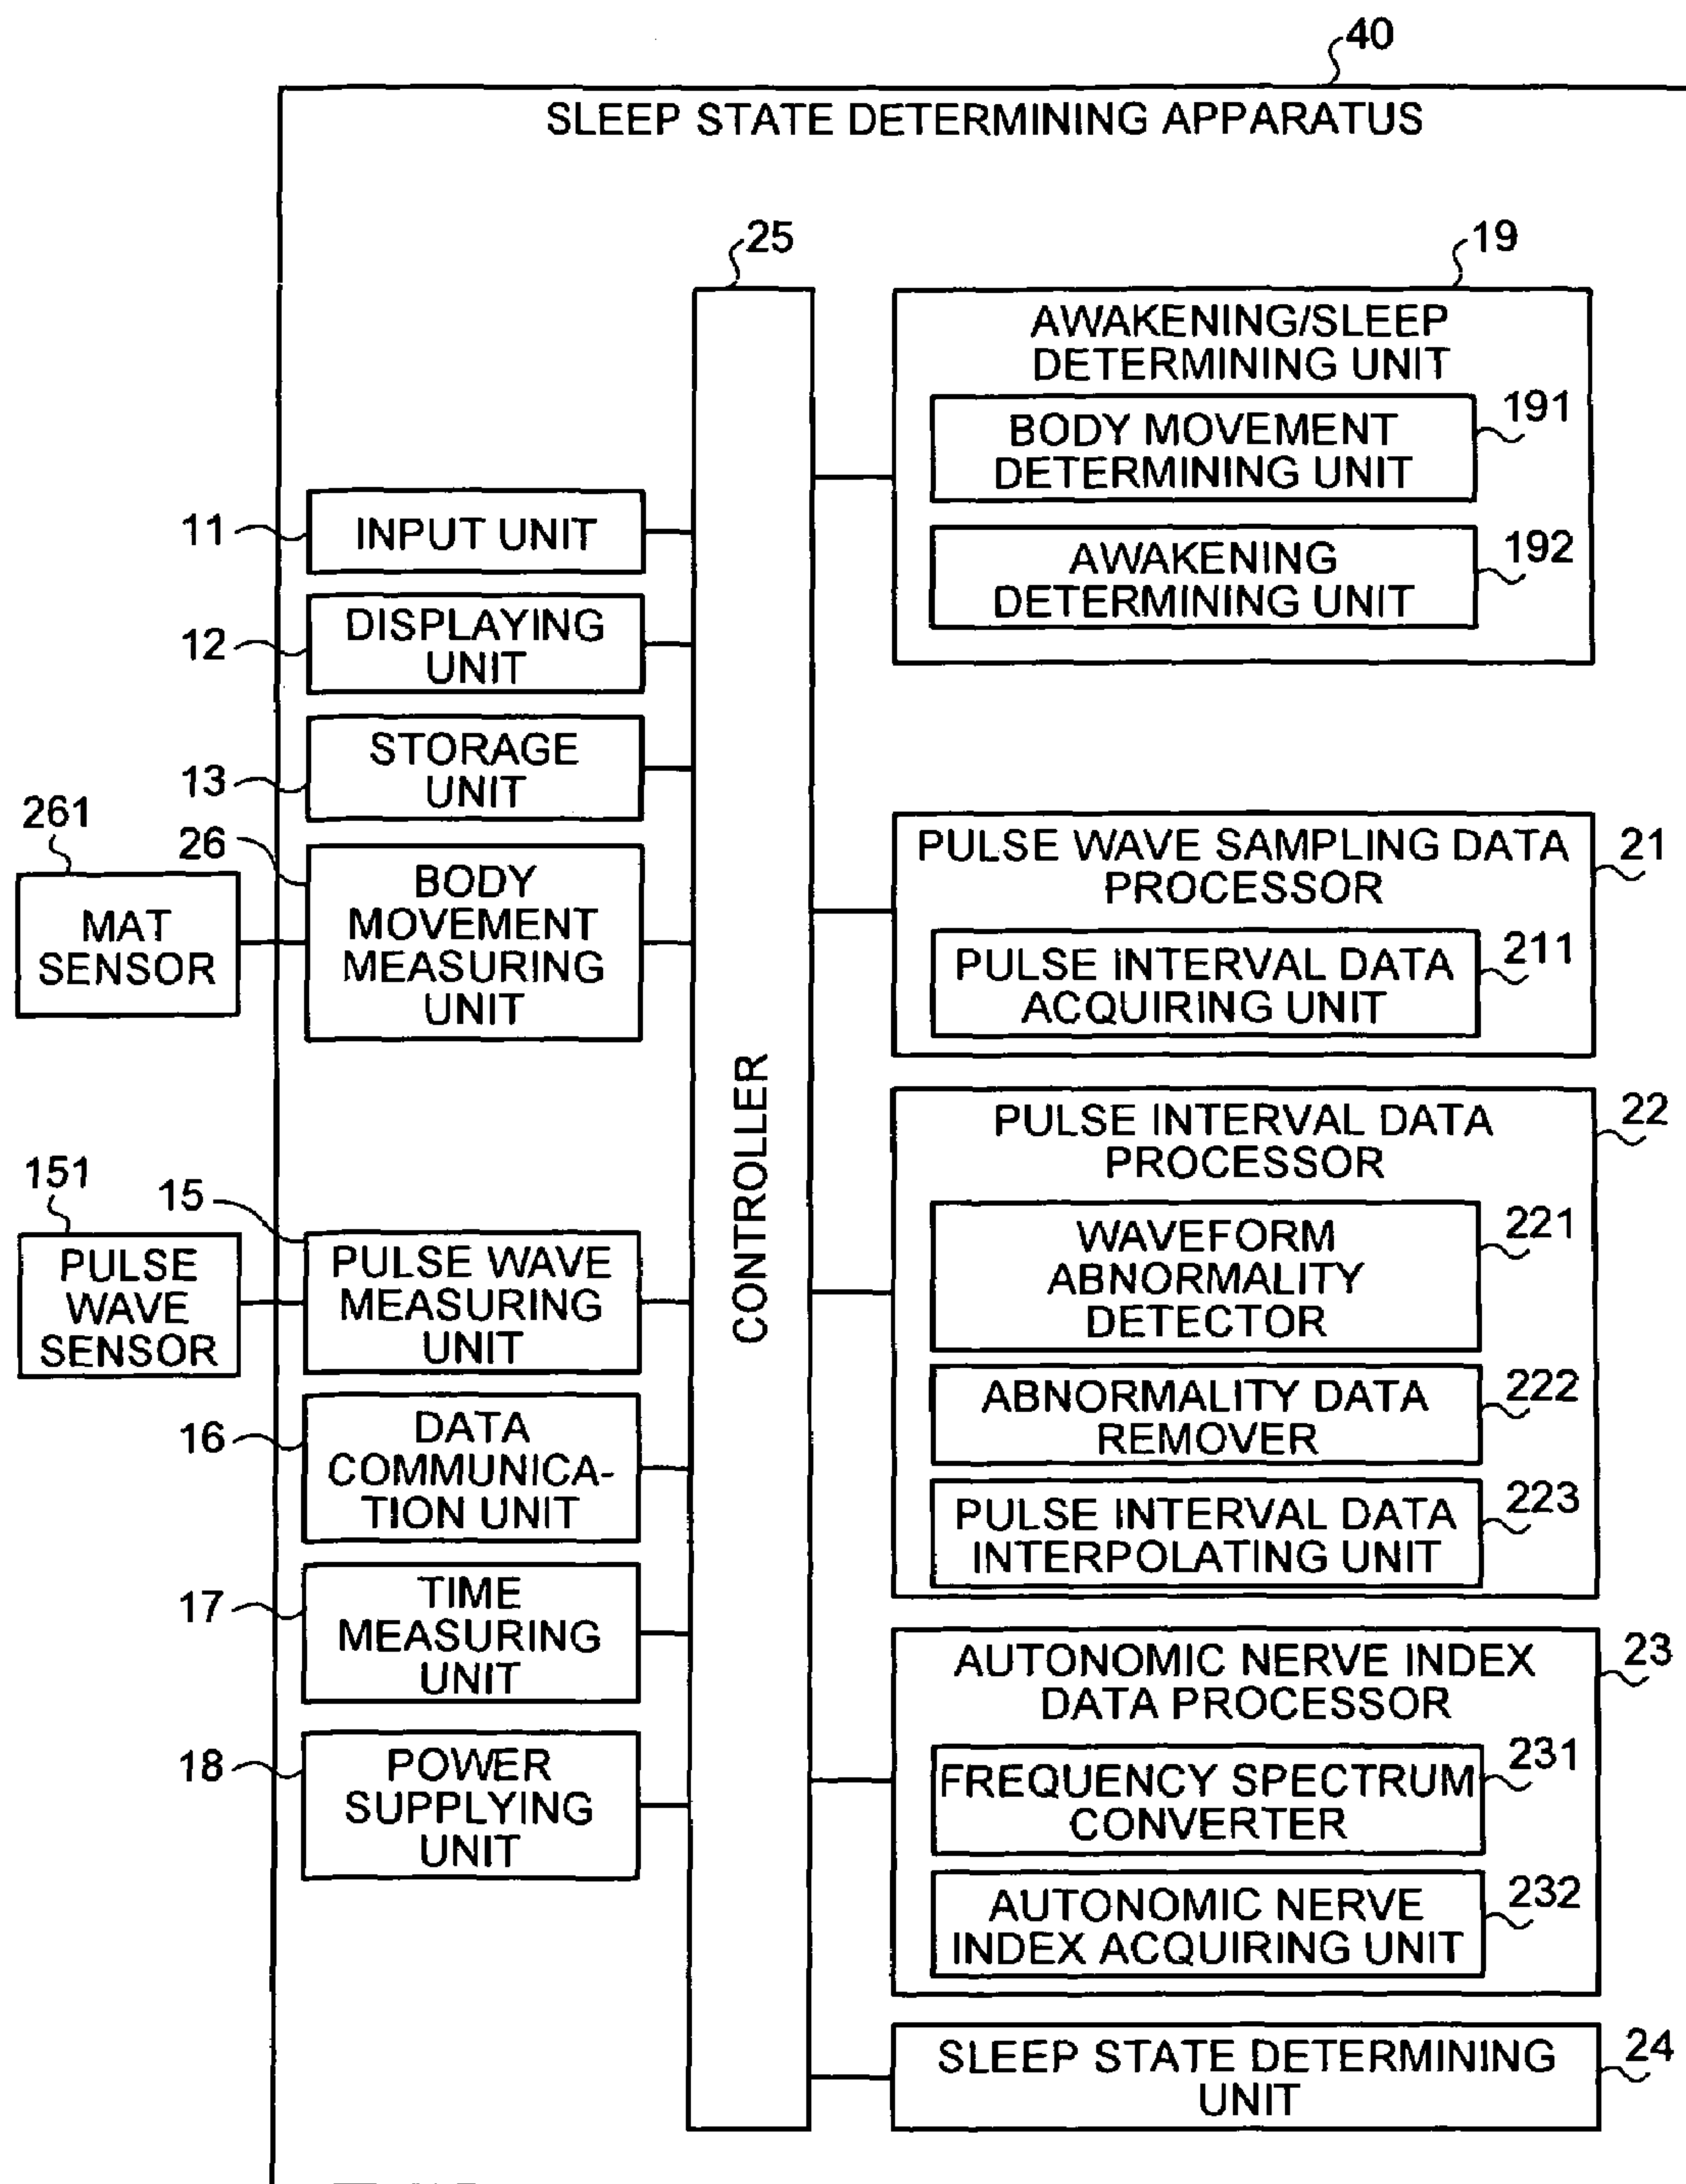 40
SLEEP STATE DETERMINING APPARATUS
25
19
AWAKENING/SLEEP
DETERMINING UNIT
191
BODY MOVEMENT
DETERMINING UNIT
192
AWAKENING
DETERMINING UNIT
11
INPUT UNIT
12
DISPLAYING
UNIT
13
STORAGE
UNIT
261
MAT
SENSOR
26
BODY
MOVEMENT
MEASURING
UNIT
151
PULSE
WAVE
SENSOR
15
PULSE WAVE
MEASURING
UNIT
16
DATA
COMMUNICA-
TION UNIT
17
TIME
MEASURING
UNIT
18
POWER
SUPPLYING
UNIT
CONTROLLER
PULSE WAVE SAMPLING DATA
PROCESSOR
21
PULSE INTERVAL DATA
ACQUIRING UNIT
211
PULSE INTERVAL DATA
PROCESSOR
22
WAVEFORM
ABNORMALITY
DETECTOR
221
ABNORMALITY DATA
REMOVER
222
PULSE INTERVAL DATA
INTERPOLATING UNIT
223
AUTONOMIC NERVE INDEX
DATA PROCESSOR
23
FREQUENCY SPECTRUM
CONVERTER
231
AUTONOMIC NERVE
INDEX ACQUIRING UNIT
232
SLEEP STATE DETERMINING
UNIT
24